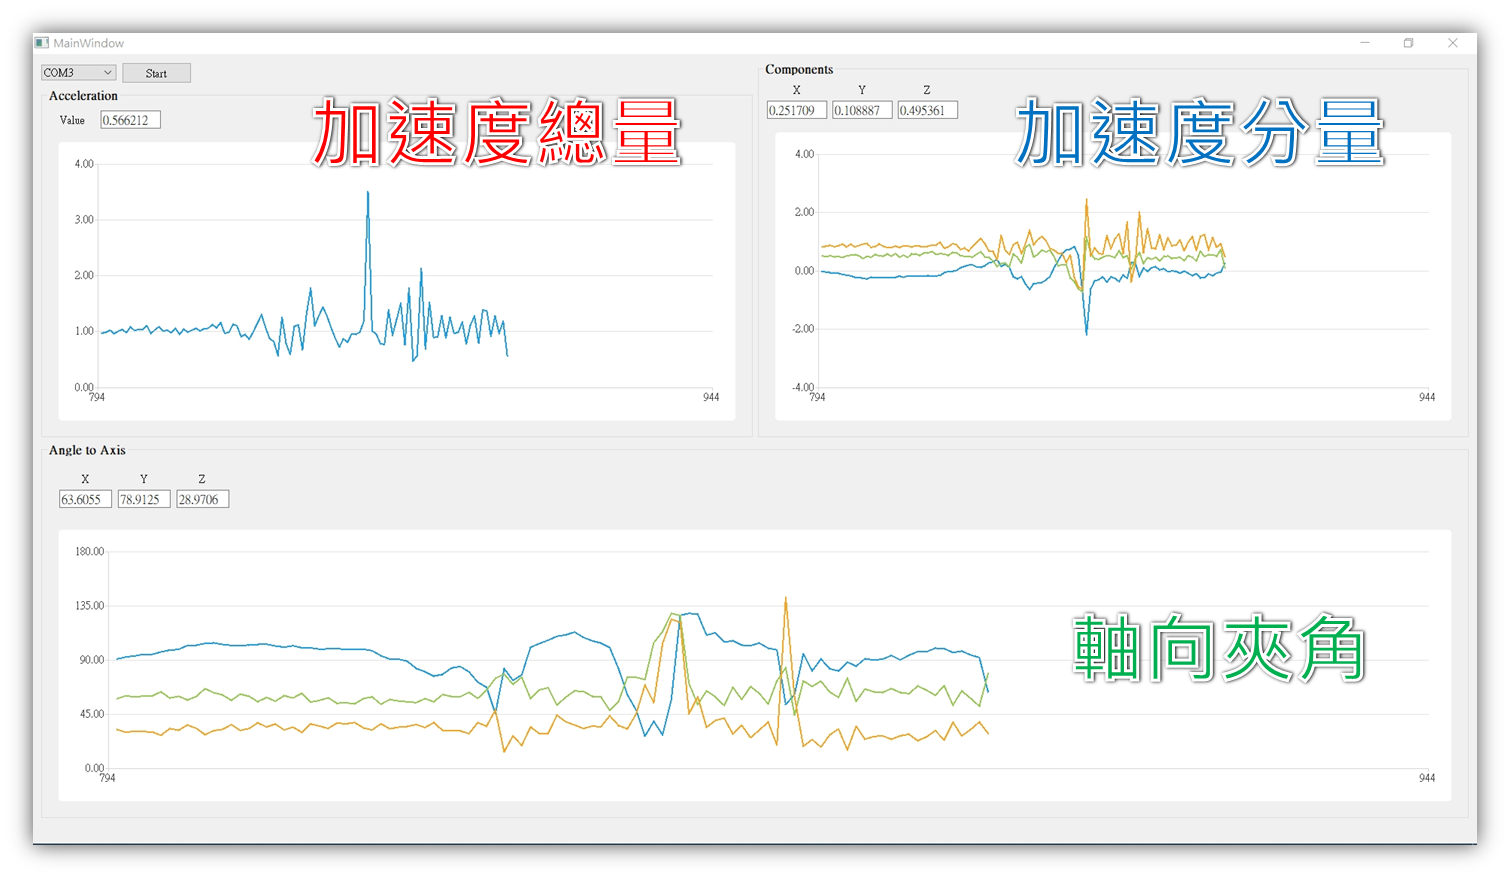 MainWindow
COM3 Start
Acceleration
Value 0.566212
加速度總量
4.00
3.00
2.00
1.00
0.00
794 944
Components
X Y Z
0.251709 0.108887 0.495361
加速度分量
4.00
2.00
0.00
-2.00
-4.00
794 944
Angle to Axis
X Y Z
63.6055 78.9125 28.9706
180.00
135.00
90.00
45.00
0.00
794 944
軸向夾角